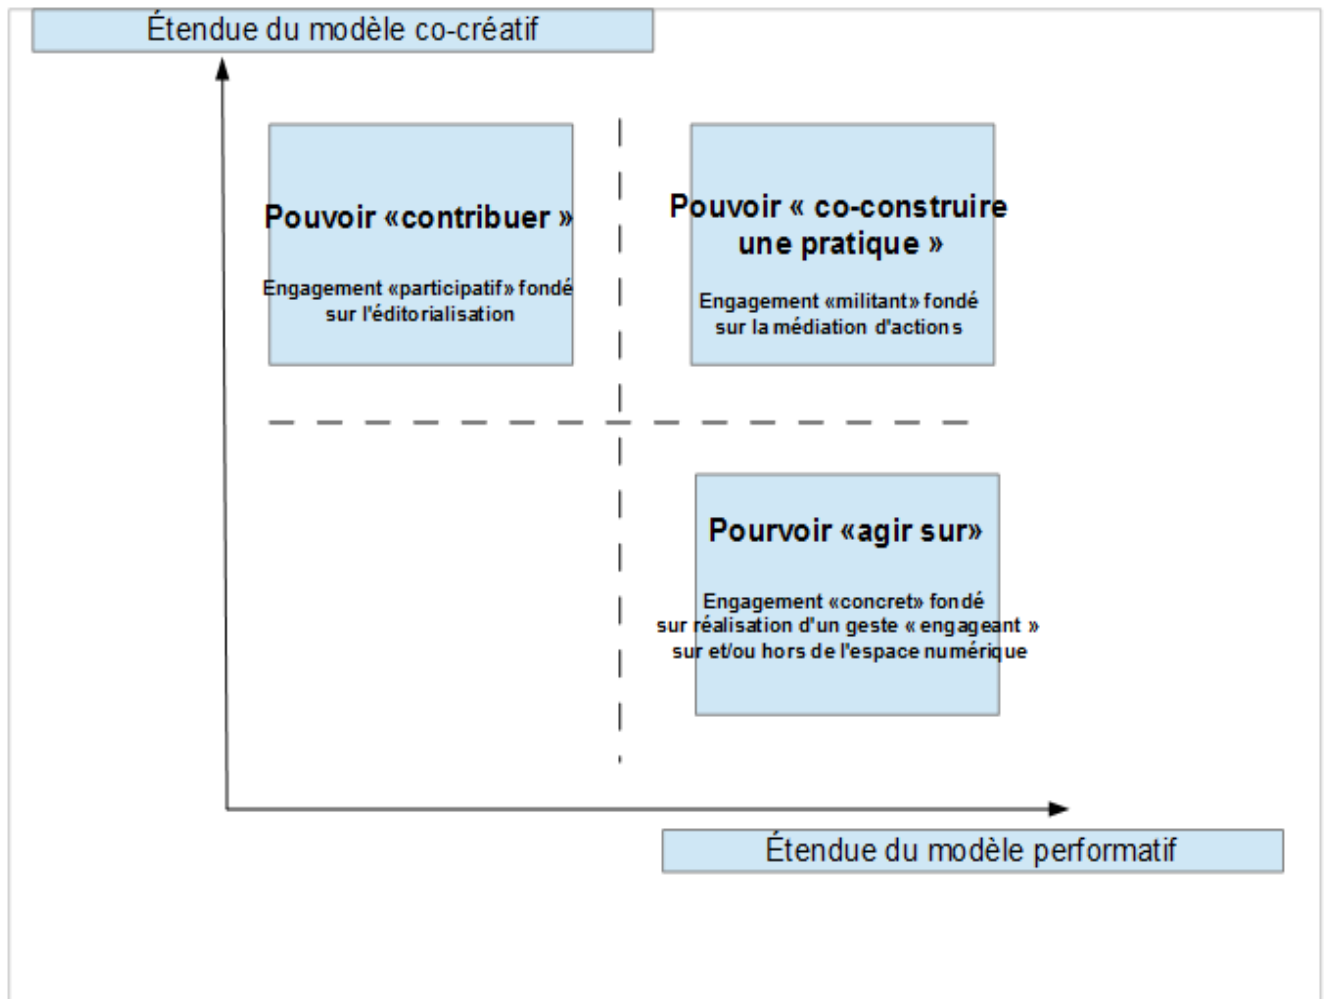 Étendue du modèle co-créatif
Pouvoir «contribuer »
Engagement «participatif» fondé
sur l'éditorialisation
Pouvoir « co-construire
une pratique »
Engagement «militant» fondé
sur la médiation d'actions
Pourvoir «agir sur»
Engagement «concret» fondé
sur réalisation d'un geste « engageant »
sur et/ou hors de l'espace numérique
Étendue du modèle performatif